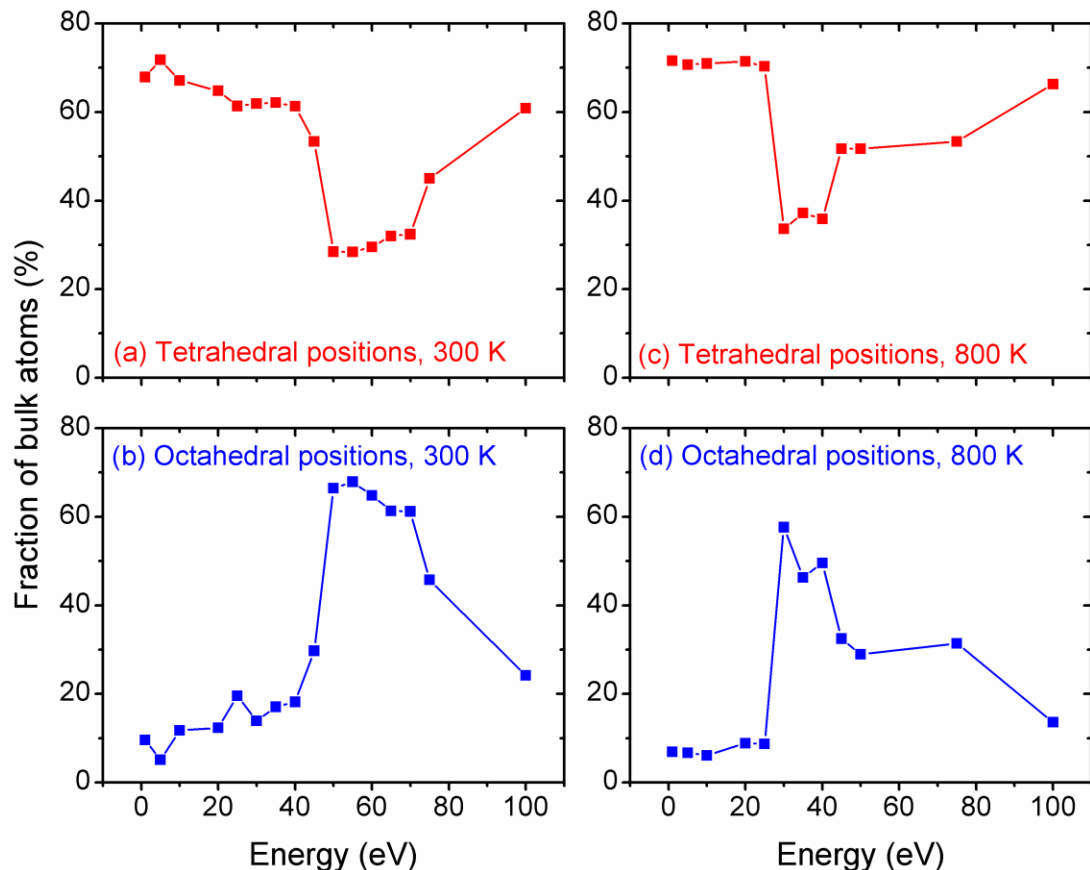 Fraction of bulk atoms (%)
80
60
40
20
0
(a) Tetrahedral positions, 300 K
80
60
40
20
0
(c) Tetrahedral positions, 800 K
80
60
40
20
0
(b) Octahedral positions, 300 K
0 20 40 60 80 100
Energy (eV)
80
60
40
20
0
(d) Octahedral positions, 800 K
0 20 40 60 80 100
Energy (eV)